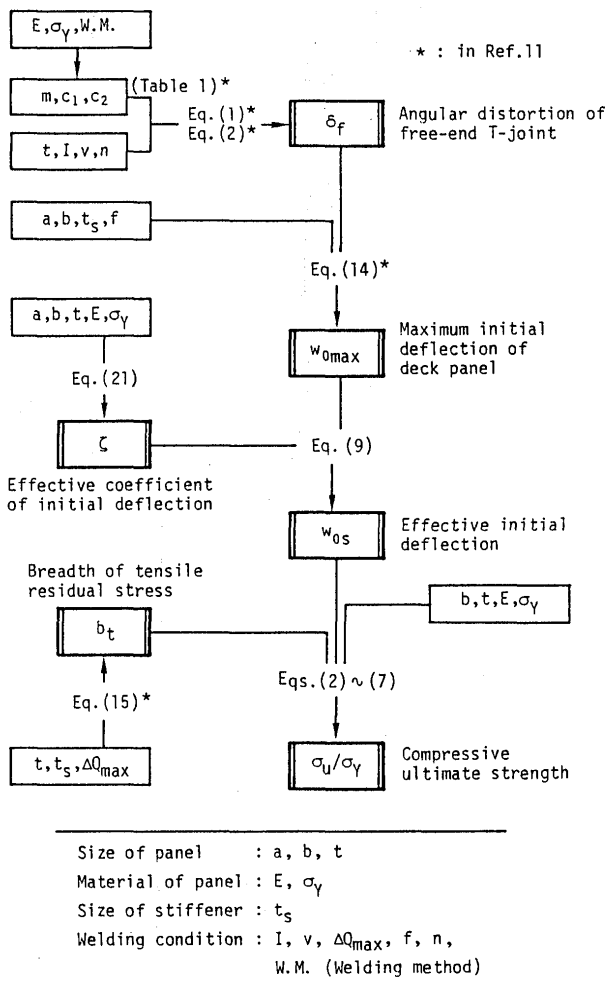 E,σY,W.M.
* : in Ref.11
m,c1,c2
(Table 1)*
Eq.(1)*
Eq.(2)*
δf
Angular distortion of
free-end T-joint
t,I,v,n
a,b,ts,f
Eq.(14)*
a,b,t,E,σY
w0max
Maximum initial
deflection of
deck panel
Eq.(21)
ζ
Eq.(9)
Effective coefficient
of initial deflection
w0s
Effective initial
deflection
Breadth of tensile
residual stress
bt
b,t,E,σY
Eqs.(2)~(7)
Eq.(15)*
t,ts,ΔQmax
σu/σY
Compressive
ultimate strength
Size of panel : a, b, t
Material of panel : E, σY
Size of stiffener : ts
Welding condition : I, v, ΔQmax, f, n,
W.M. (Welding method)